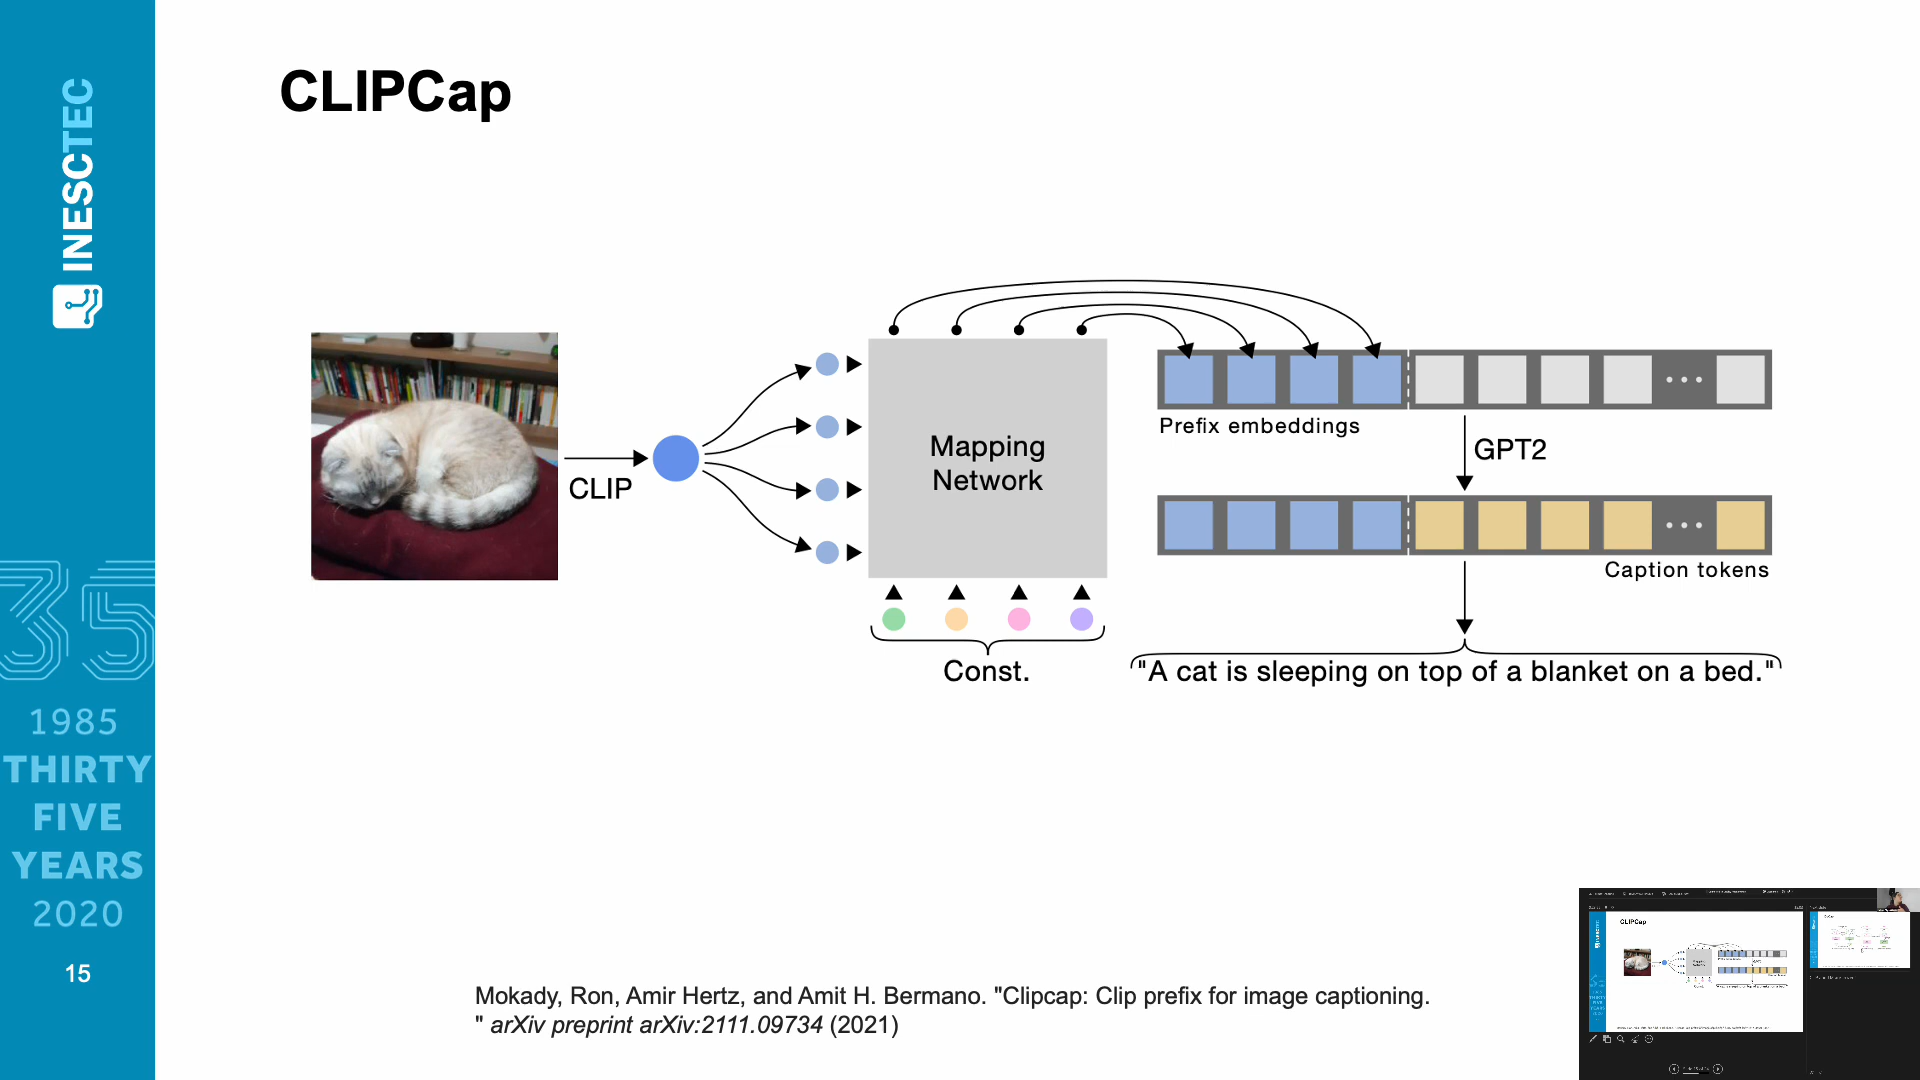 INESCTEC
35
1985
THIRTY
FIVE
YEARS
2020
15
CLIPCap
CLIP
Mapping
Network
Const.
Prefix embeddings
GPT2
Caption tokens
"A cat is sleeping on top of a blanket on a bed."
Mokady, Ron, Amir Hertz, and Amit H. Bermano. "Clipcap: Clip prefix for image captioning.
" arXiv preprint arXiv:2111.09734 (2021)
CLIPCap